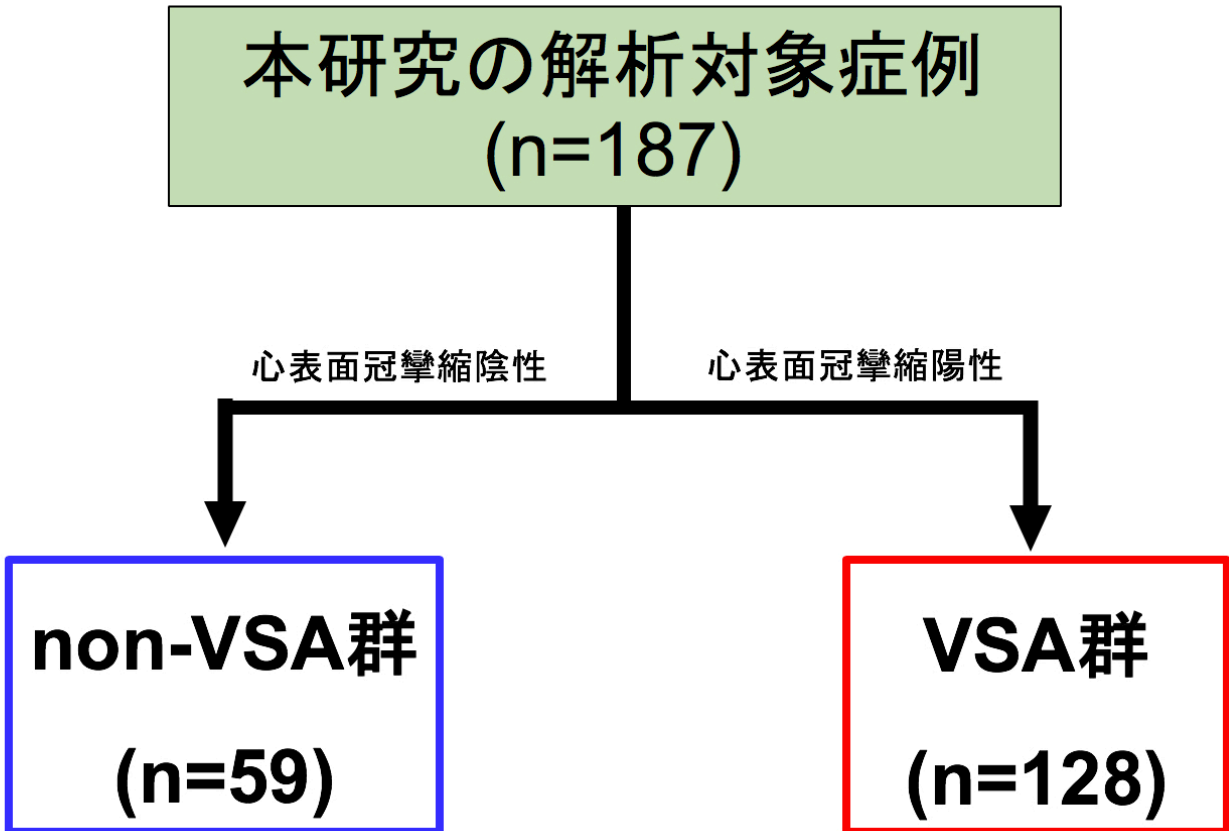 本研究の解析対象症例
(n=187)
心表面冠攣縮陰性
心表面冠攣縮陽性
non-VSA群
(n=59)
VSA群
(n=128)